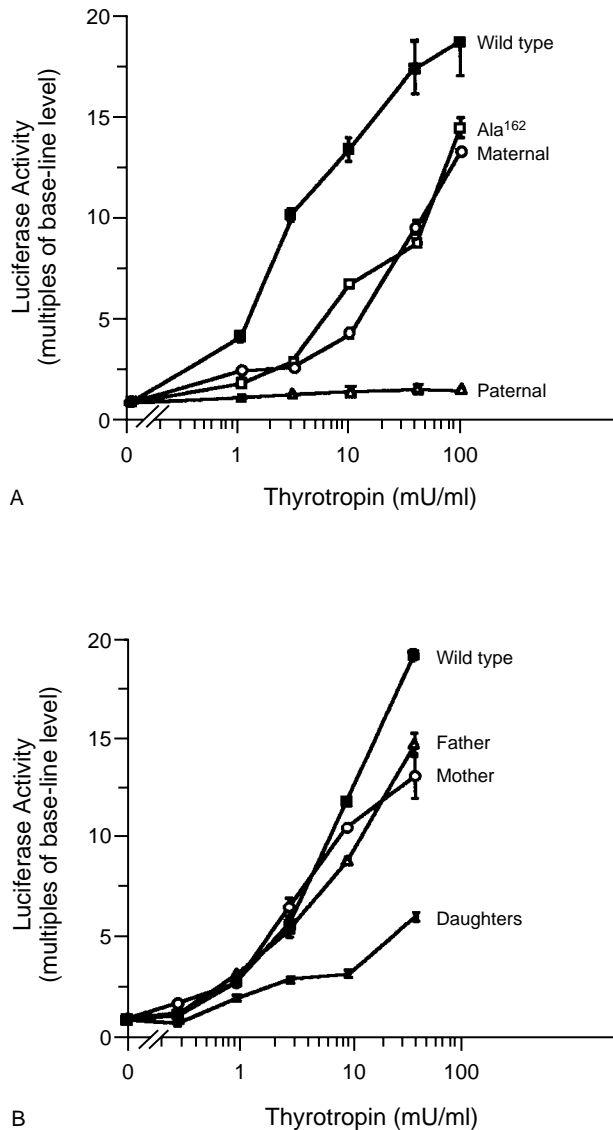 20
15
10
5
0
Luciferase Activity
(multiples of base-line level)
Wild type
Ala¹⁶²
Maternal
Paternal
0 1 10 100
Thyrotropin (mU/ml)
A
20
15
10
5
0
Luciferase Activity
(multiples of base-line level)
Wild type
Father
Mother
Daughters
0 1 10 100
Thyrotropin (mU/ml)
B